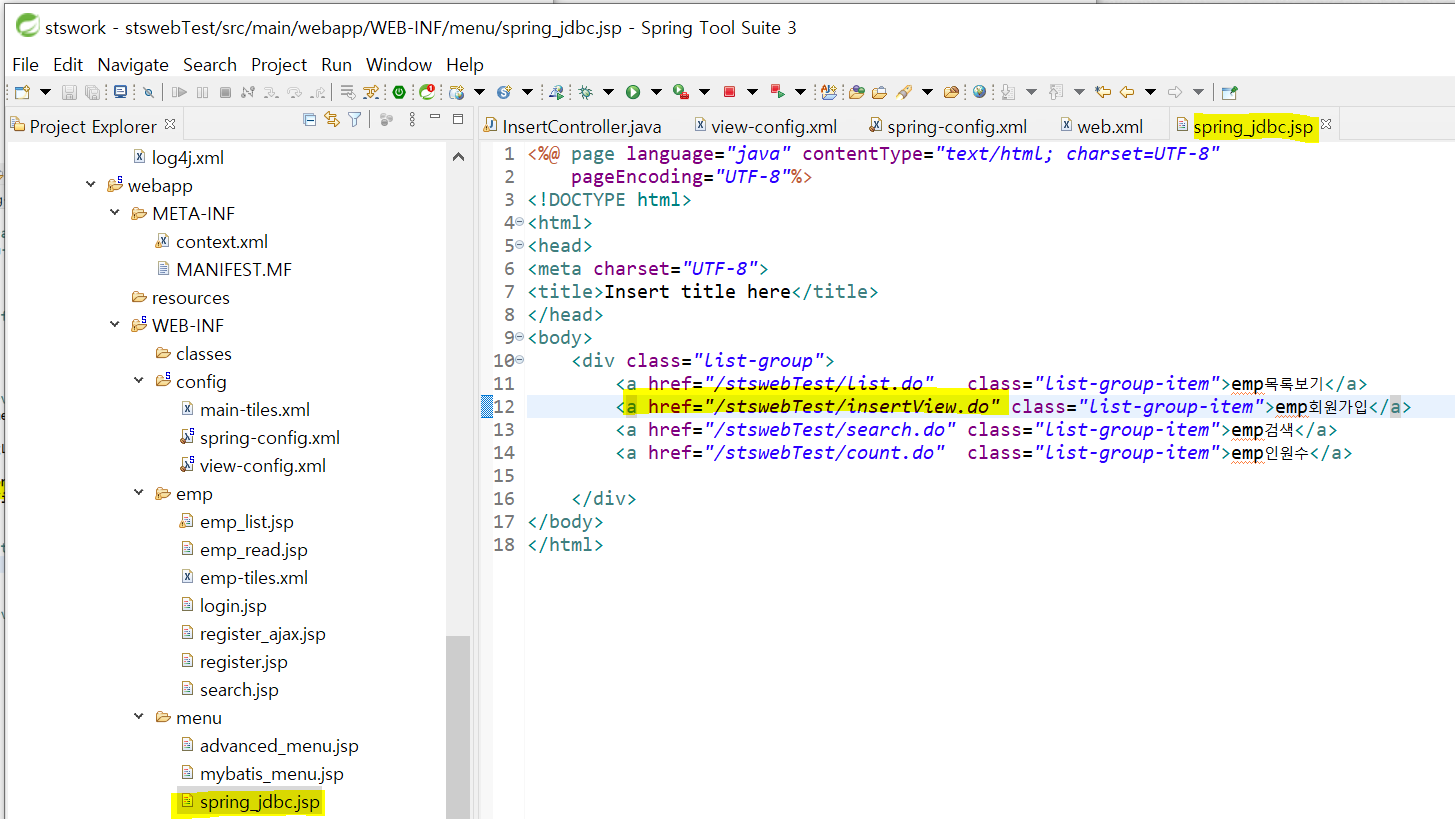 stswork - stswebTest/src/main/webapp/WEB-INF/menu/spring_jdbc.jsp - Spring Tool Suite 3
File Edit Navigate Search Project Run Window Help
Project Explorer
log4j.xml
webapp
META-INF
context.xml
MANIFEST.MF
resources
WEB-INF
classes
config
main-tiles.xml
spring-config.xml
view-config.xml
emp
emp_list.jsp
emp_read.jsp
emp-tiles.xml
login.jsp
register_ajax.jsp
register.jsp
search.jsp
menu
advanced_menu.jsp
mybatis_menu.jsp
spring_jdbc.jsp
InsertController.java view-config.xml spring-config.xml web.xml spring_jdbc.jsp
1 <%@ page language="java" contentType="text/html; charset=UTF-8"
2 pageEncoding="UTF-8"%>
3 <!DOCTYPE html>
4 <html>
5 <head>
6 <meta charset="UTF-8">
7 <title>Insert title here</title>
8 </head>
9 <body>
10 <div class="list-group">
11 <a href="/stswebTest/list.do" class="list-group-item">emp목록보기</a>
12 <a href="/stswebTest/insertView.do" class="list-group-item">emp회원가입</a>
13 <a href="/stswebTest/search.do" class="list-group-item">emp검색</a>
14 <a href="/stswebTest/count.do" class="list-group-item">emp인원수</a>
15
16 </div>
17 </body>
18 </html>